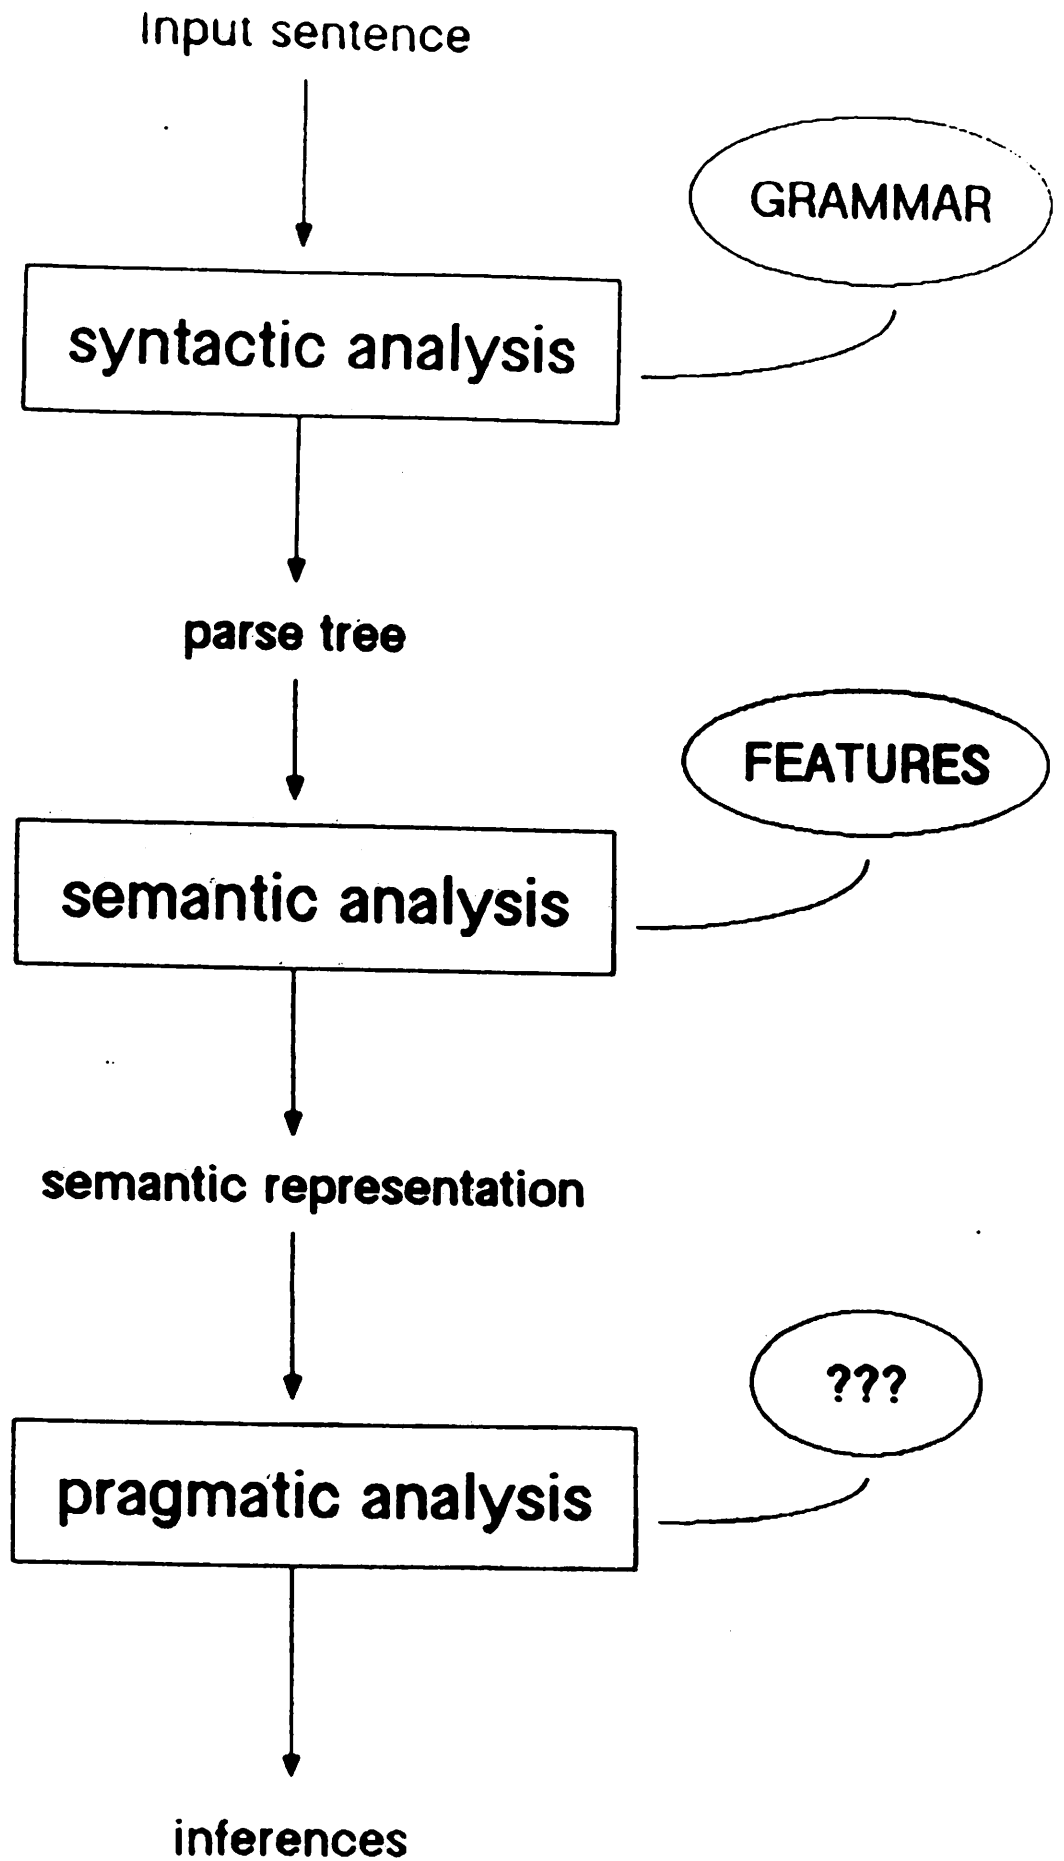 Input sentence
GRAMMAR
syntactic analysis
parse tree
FEATURES
semantic analysis
semantic representation
???
pragmatic analysis
inferences